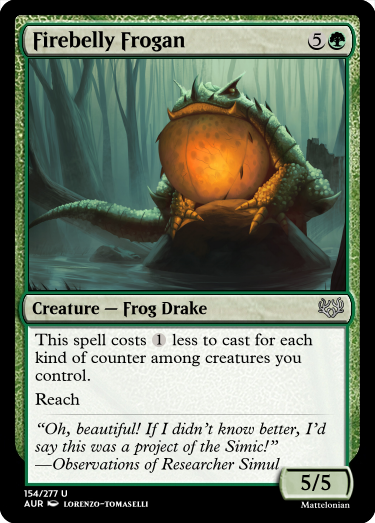 Firebelly Frogan 5
Creature — Frog Drake
This spell costs 1 less to cast for each
kind of counter among creatures you
control.
Reach
“Oh, beautiful! If I didn’t know better, I’d
say this was a project of the Simic!”
—Observations of Researcher Simul
5/5
154/277 U
AUR LORENZO-TOMASELLI
Mattelonian